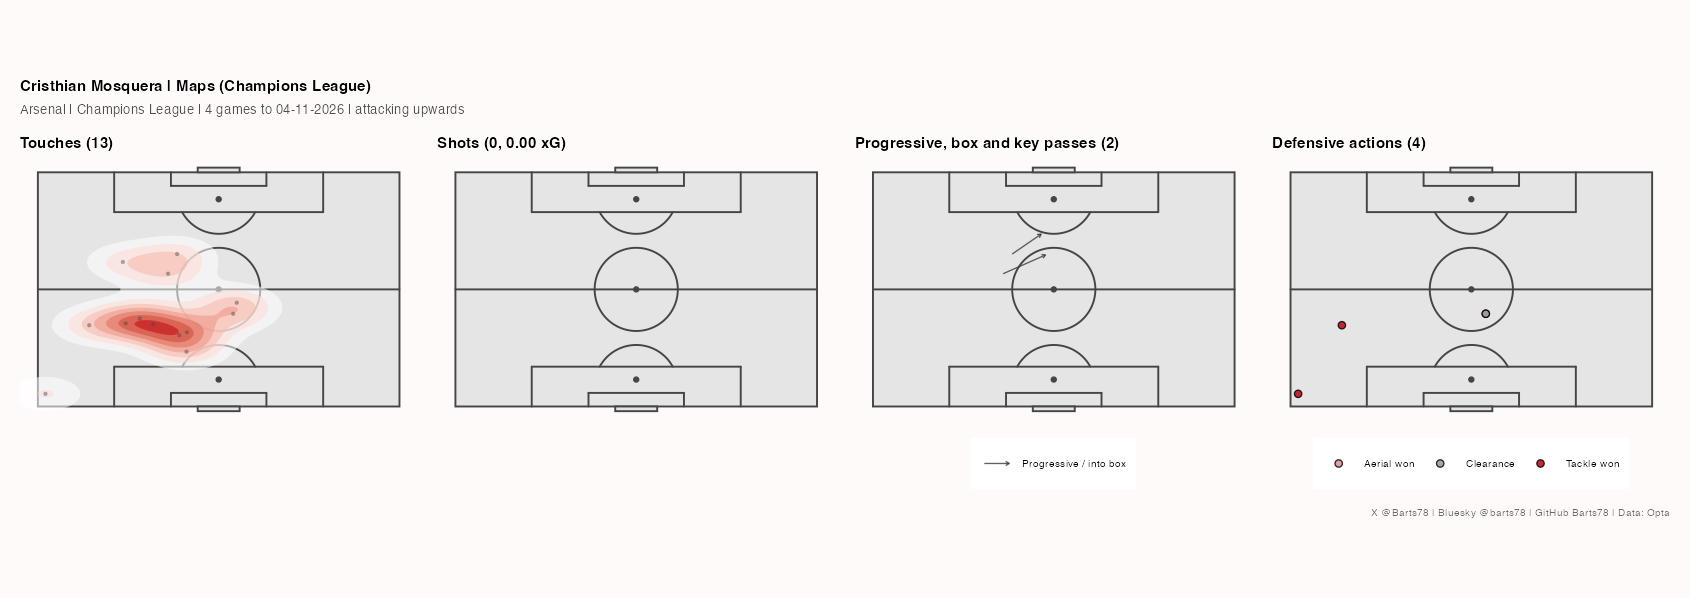 Cristhian Mosquera | Maps (Champions League)
Arsenal | Champions League | 4 games to 04-11-2026 | attacking upwards
Touches (13)
Shots (0, 0.00 xG)
Progressive, box and key passes (2)
Defensive actions (4)
Progressive / into box
Aerial won
Clearance
Tackle won
X @Barts78 | Bluesky @barts78 | GitHub Barts78 | Data: Opta